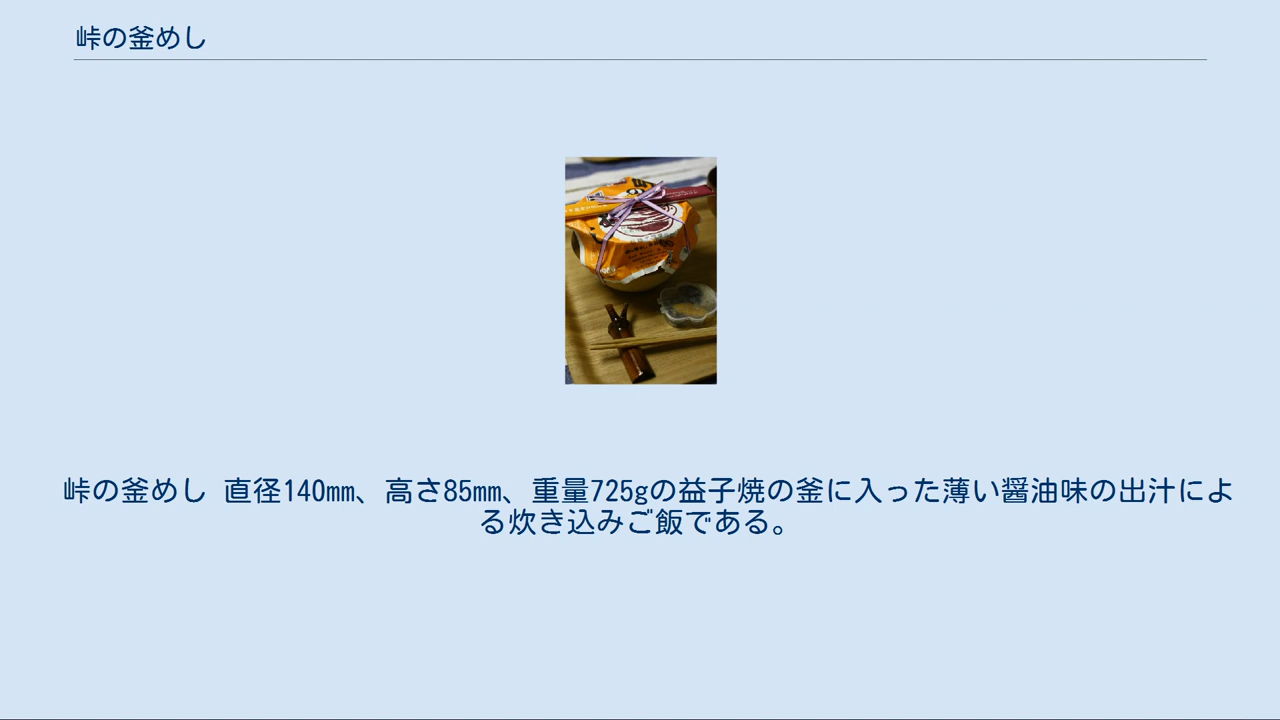 峠の釜めし
峠の釜めし 直径140mm、高さ85mm、重量725gの益子焼の釜に入った薄い醤油味の出汁によ
る炊き込みご飯である。